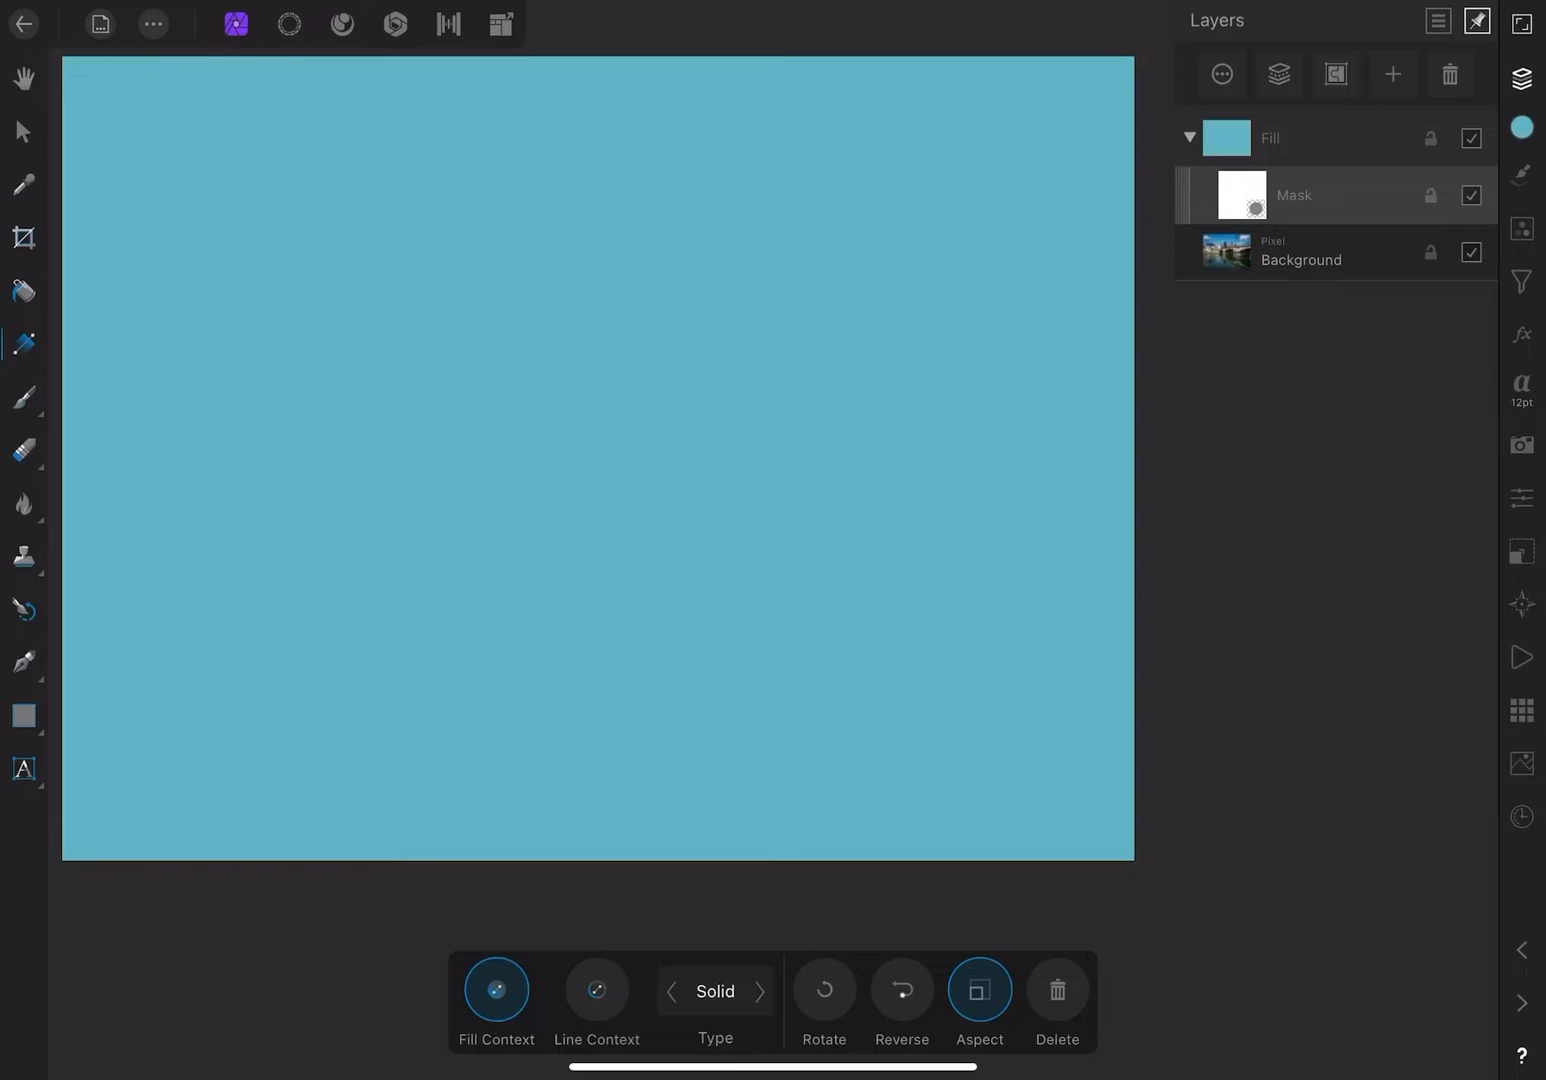 Layers
Fill
Mask
Pixel
Background
a
12pt
A
Solid
Fill Context
Line Context
Type
Rotate
Reverse
Aspect
Delete
?